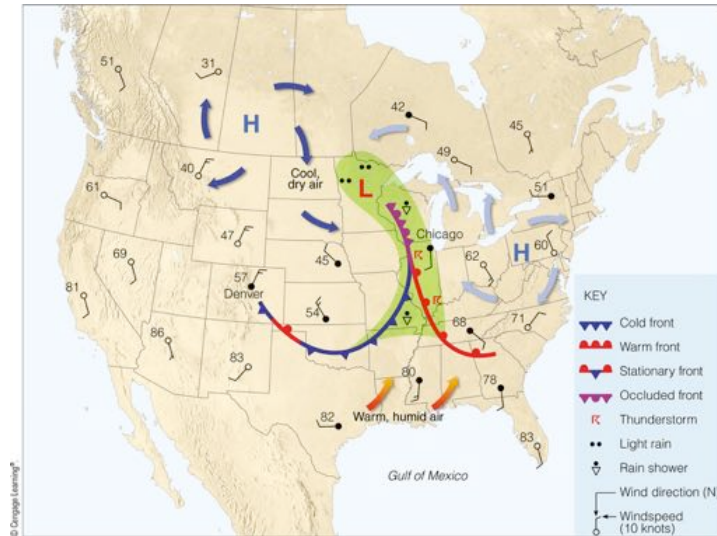 51
31
42
45
49
51
40
H
Cool,
dry air
L
61
47
Chicago
62
H
60
69
45
57
Denver
54
81
68
71
86
83
80
78
82
Warm, humid air
83
Gulf of Mexico
KEY
Cold front
Warm front
Stationary front
Occluded front
Thunderstorm
Light rain
Rain shower
Wind direction (N)
Windspeed
(10 knots)
© Cengage Learning®.